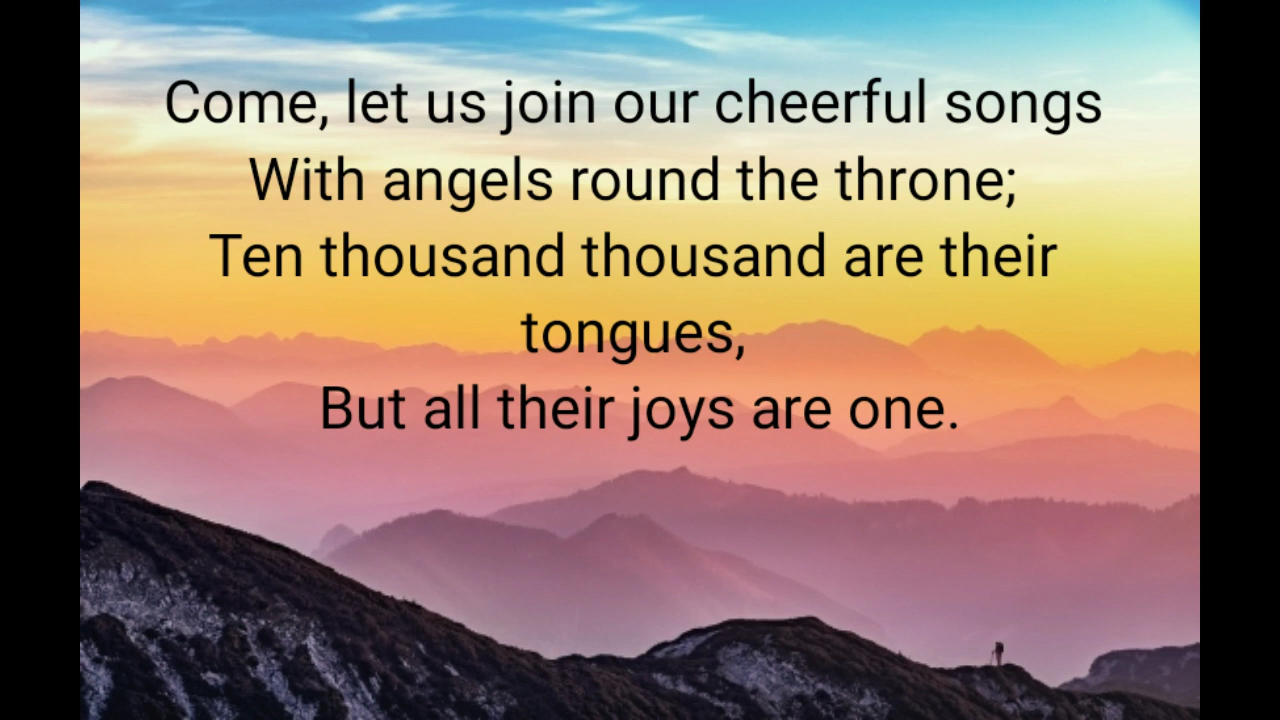 Come, let us join our cheerful songs
With angels round the throne;
Ten thousand thousand are their
tongues,
But all their joys are one.